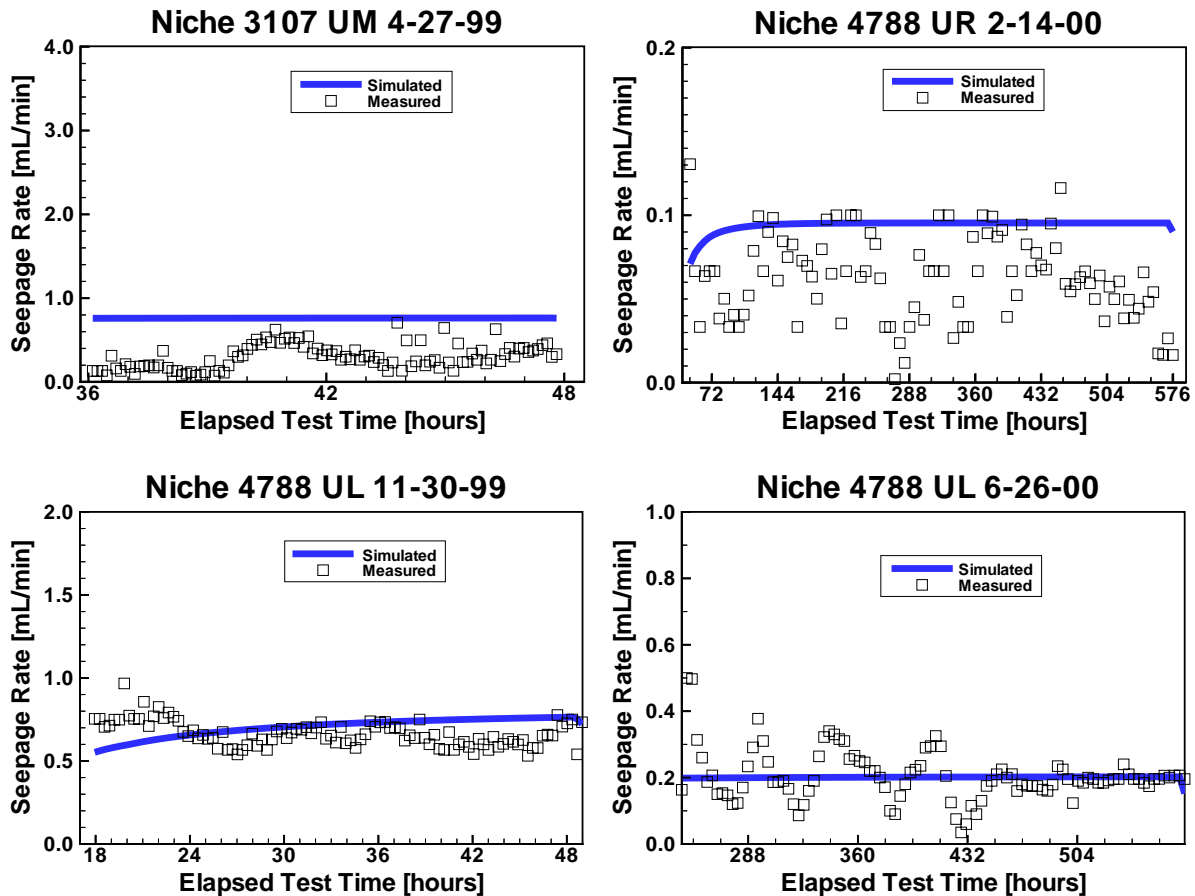 Niche 3107 UM 4-27-99
Seepage Rate [mL/min]
4.0
3.0
2.0
1.0
0.0
Simulated
Measured
36
42
48
Elapsed Test Time [hours]
Niche 4788 UR 2-14-00
Seepage Rate [mL/min]
0.2
0.1
0.0
Simulated
Measured
72
144
216
288
360
432
504
576
Elapsed Test Time [hours]
Niche 4788 UL 11-30-99
Seepage Rate [mL/min]
2.0
1.5
1.0
0.5
0.0
Simulated
Measured
18
24
30
36
42
48
Elapsed Test Time [hours]
Niche 4788 UL 6-26-00
Seepage Rate [mL/min]
1.0
0.8
0.6
0.4
0.2
0.0
Simulated
Measured
288
360
432
504
Elapsed Test Time [hours]